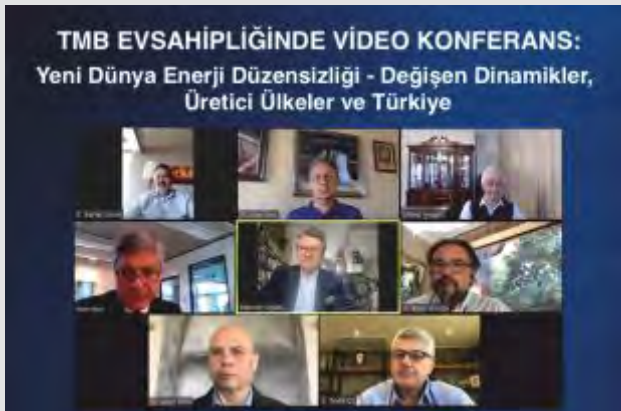 TMB EVSAHİPLİĞİNDE VİDEO KONFERANS:
Yeni Dünya Enerji Düzensizliği - Değişen Dinamikler,
Üretici Ülkeler ve Türkiye